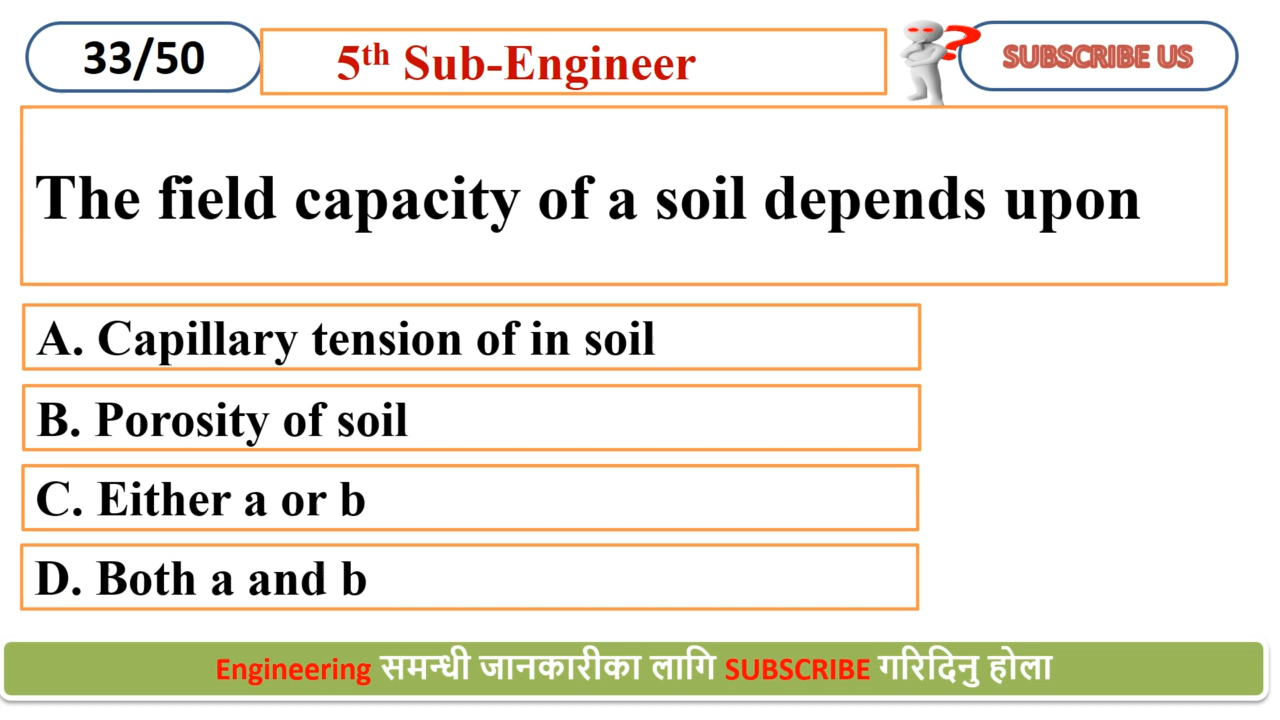 33/50
5th Sub-Engineer
SUBSCRIBE US
The field capacity of a soil depends upon
A. Capillary tension of in soil
B. Porosity of soil
C. Either a or b
D. Both a and b
Engineering समन्धी जानकारीका लागि SUBSCRIBE गरिदिनु होला